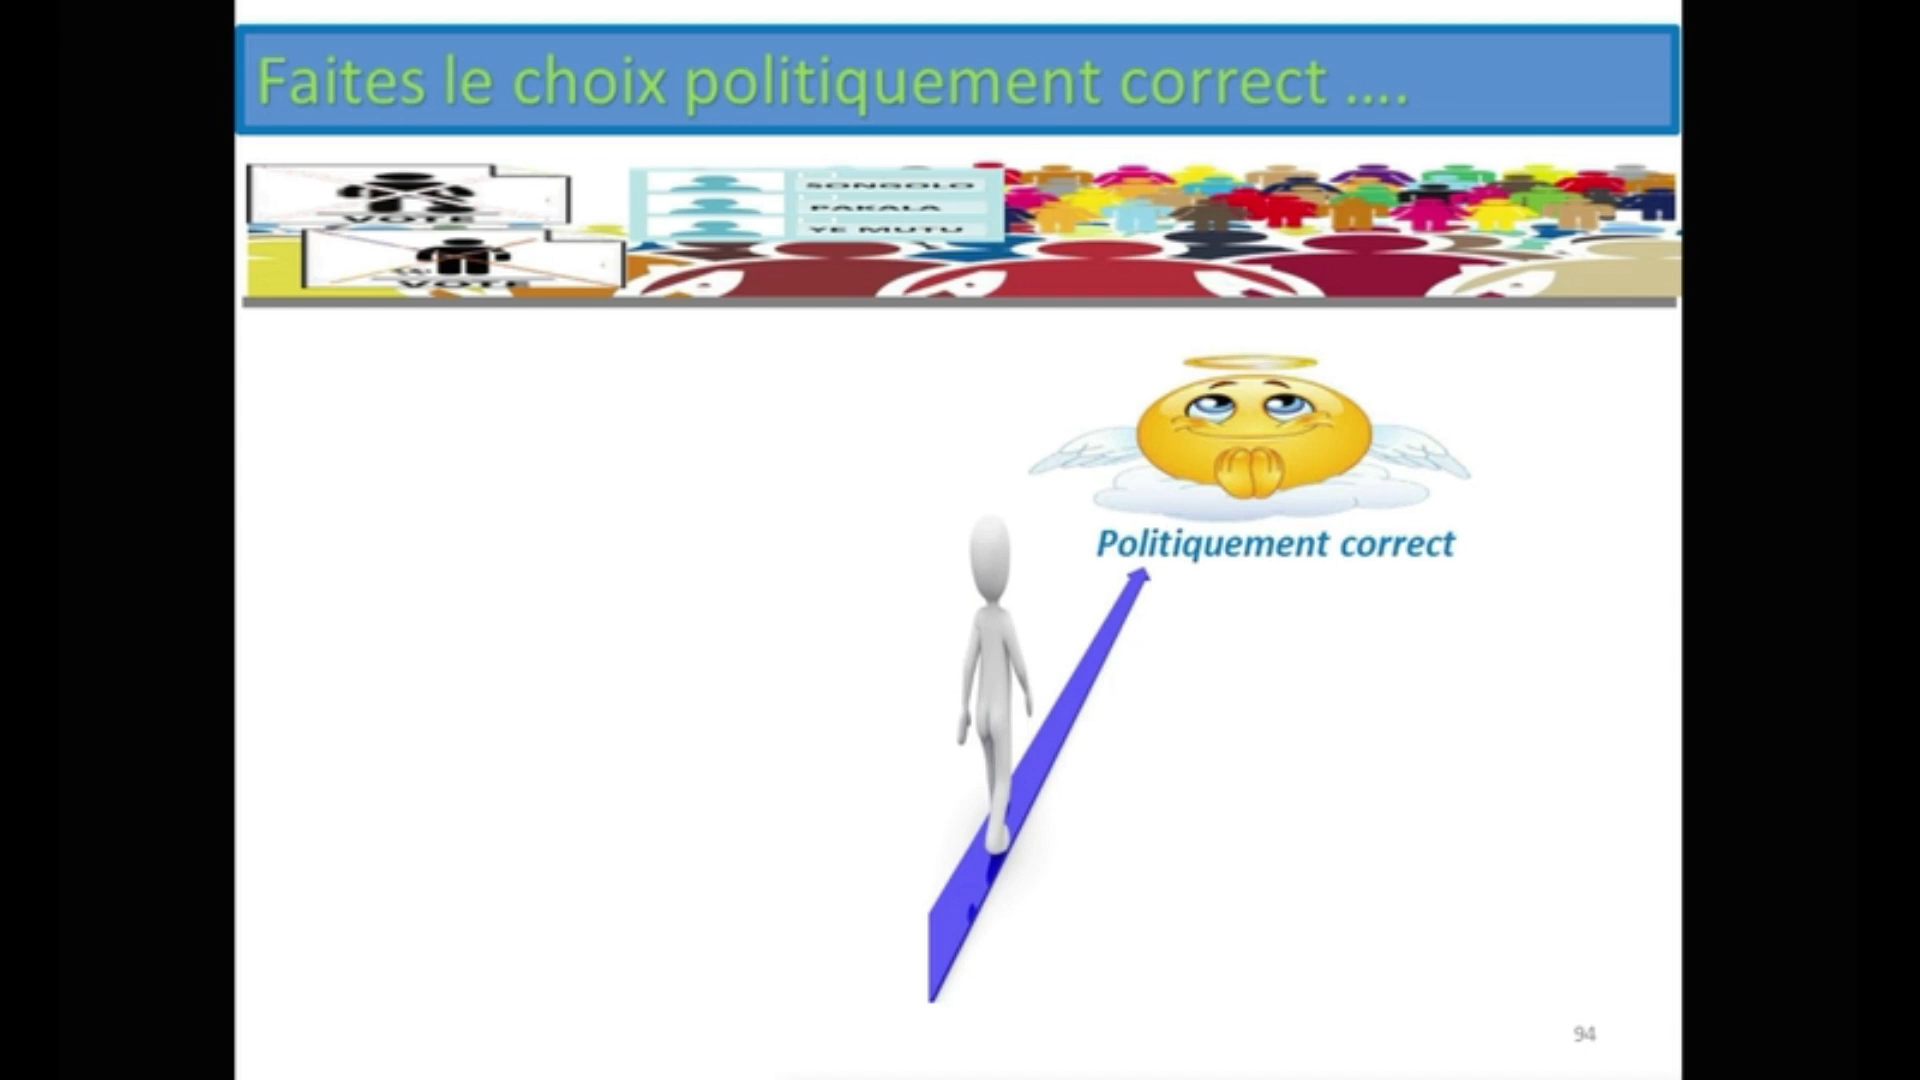 Faites le choix politiquement correct ....
VOTE
VOTE
SONGOLO
PAKALA
YE MUTU
Politiquement correct
94